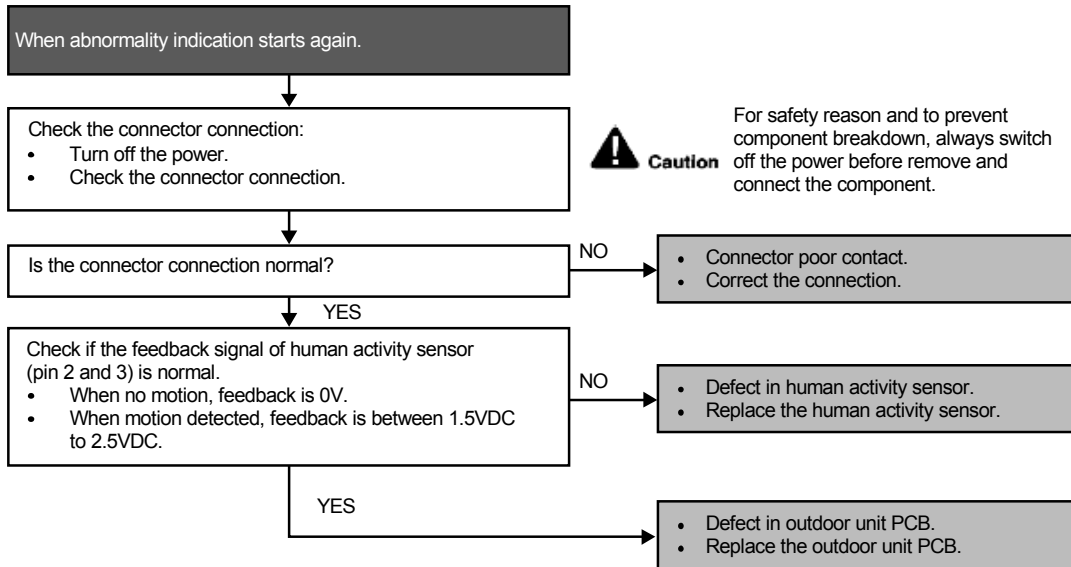 When abnormality indication starts again.
Check the connector connection:
• Turn off the power.
• Check the connector connection.
Caution
For safety reason and to prevent
component breakdown, always switch
off the power before remove and
connect the component.
Is the connector connection normal?
NO
• Connector poor contact.
• Correct the connection.
YES
Check if the feedback signal of human activity sensor
(pin 2 and 3) is normal.
• When no motion, feedback is 0V.
• When motion detected, feedback is between 1.5VDC
to 2.5VDC.
NO
• Defect in human activity sensor.
• Replace the human activity sensor.
YES
• Defect in outdoor unit PCB.
• Replace the outdoor unit PCB.